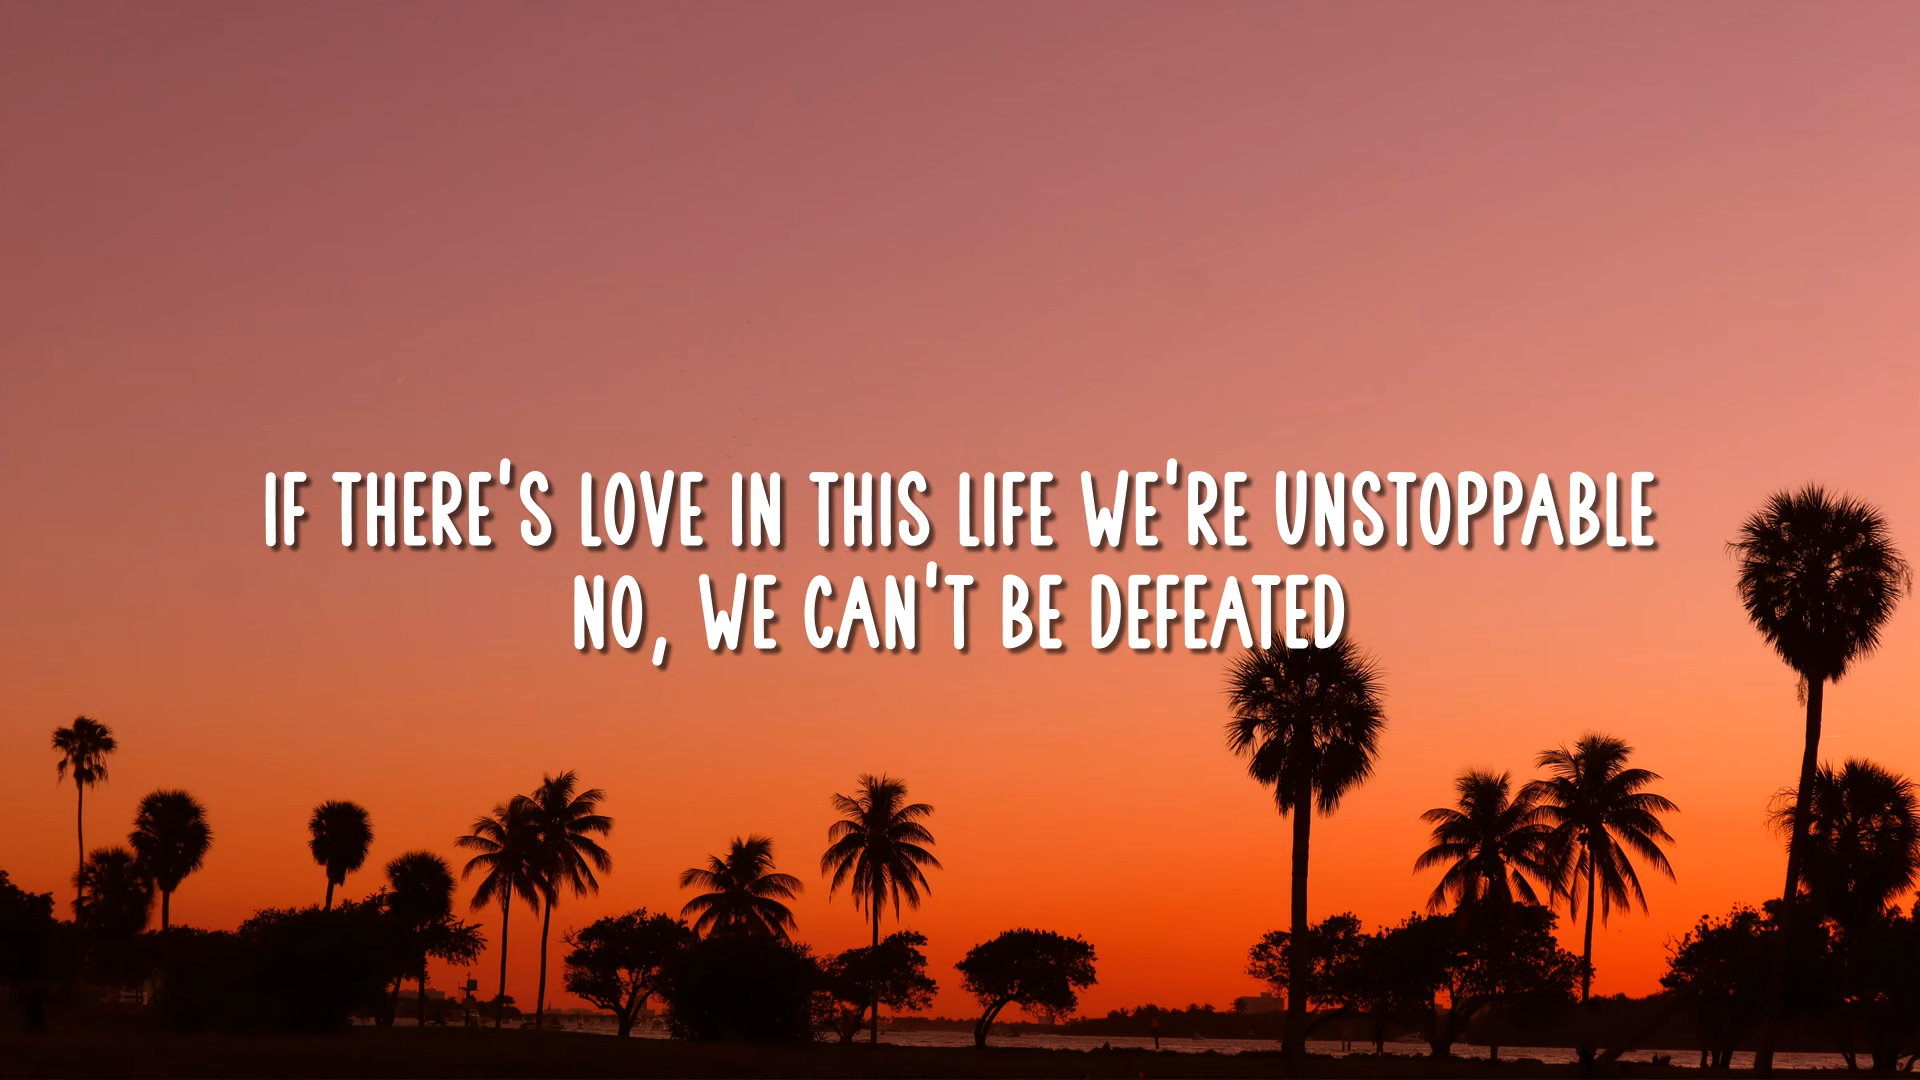 IF THERE'S LOVE IN THIS LIFE WE'RE UNSTOPPABLE
NO, WE CAN'T BE DEFEATED